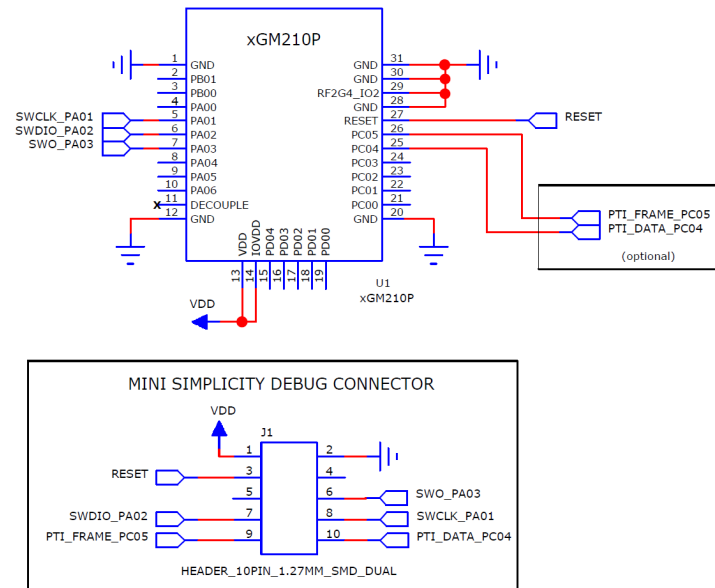 xGM210P
1 GND
2 PB01
3 PB00
4 PA00
SWCLK_PA01 5 PA01
SWDIO_PA02 6 PA02
SWO_PA03 7 PA03
8 PA04
9 PA05
10 PA06
x 11 DECOUPLE
12 GND
GND 31
GND 30
RF2G4_IO2 29
GND 28
RESET 27 RESET
PC05 26
PC04 25
PC03 24
PC02 23
PC01 22
PC00 21
GND 20
VDD IOVDD PD04 PD03 PD02 PD01 PD00
13 14 15 16 17 18 19
PTI_FRAME_PC05
PTI_DATA_PC04
(optional)
U1
xGM210P
VDD
MINI SIMPLICITY DEBUG CONNECTOR
VDD
J1
1 2
RESET 3 4
5 6 SWO_PA03
SWDIO_PA02 7 8 SWCLK_PA01
PTI_FRAME_PC05 9 10 PTI_DATA_PC04
HEADER_10PIN_1.27MM_SMD_DUAL